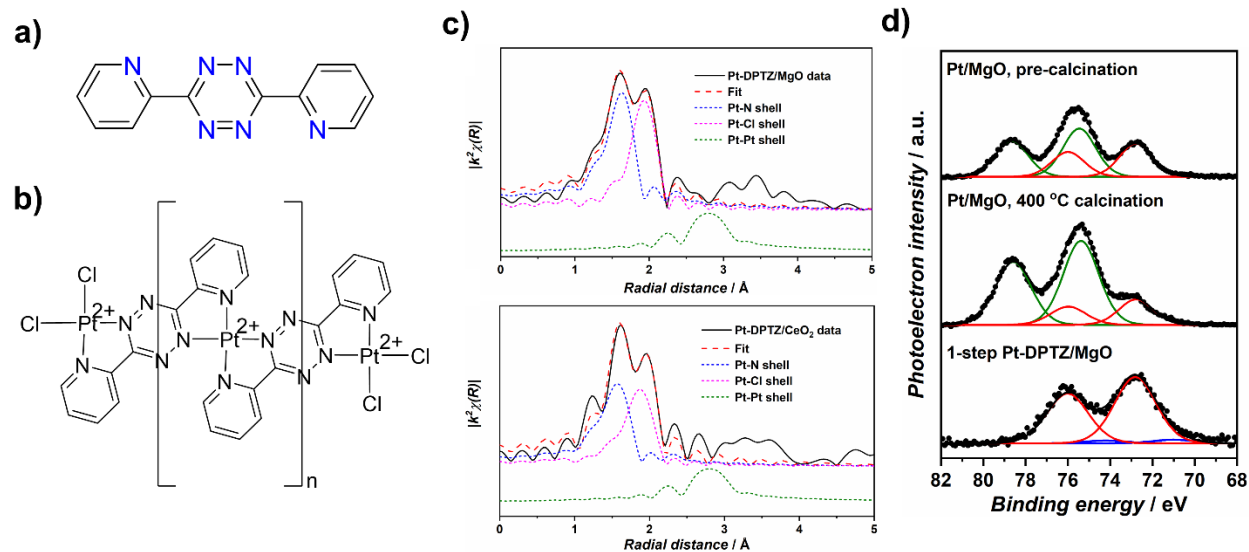 a)
N
N
N
N
N
N
b)
n
Cl
Cl
Pt
2+
N
N
N
N
N
N
Pt
2+
N
N
N
N
N
N
Pt
2+
Cl
Cl
c)
|k²χ(R)|
Pt-DPTZ/MgO data
Fit
Pt-N shell
Pt-Cl shell
Pt-Pt shell
0 1 2 3 4 5
Radial distance / Å
|k²χ(R)|
Pt-DPTZ/CeO₂ data
Fit
Pt-N shell
Pt-Cl shell
Pt-Pt shell
0 1 2 3 4 5
Radial distance / Å
d)
Photoelectron intensity / a.u.
Pt/MgO, pre-calcination
Pt/MgO, 400 °C calcination
1-step Pt-DPTZ/MgO
82 80 78 76 74 72 70 68
Binding energy / eV